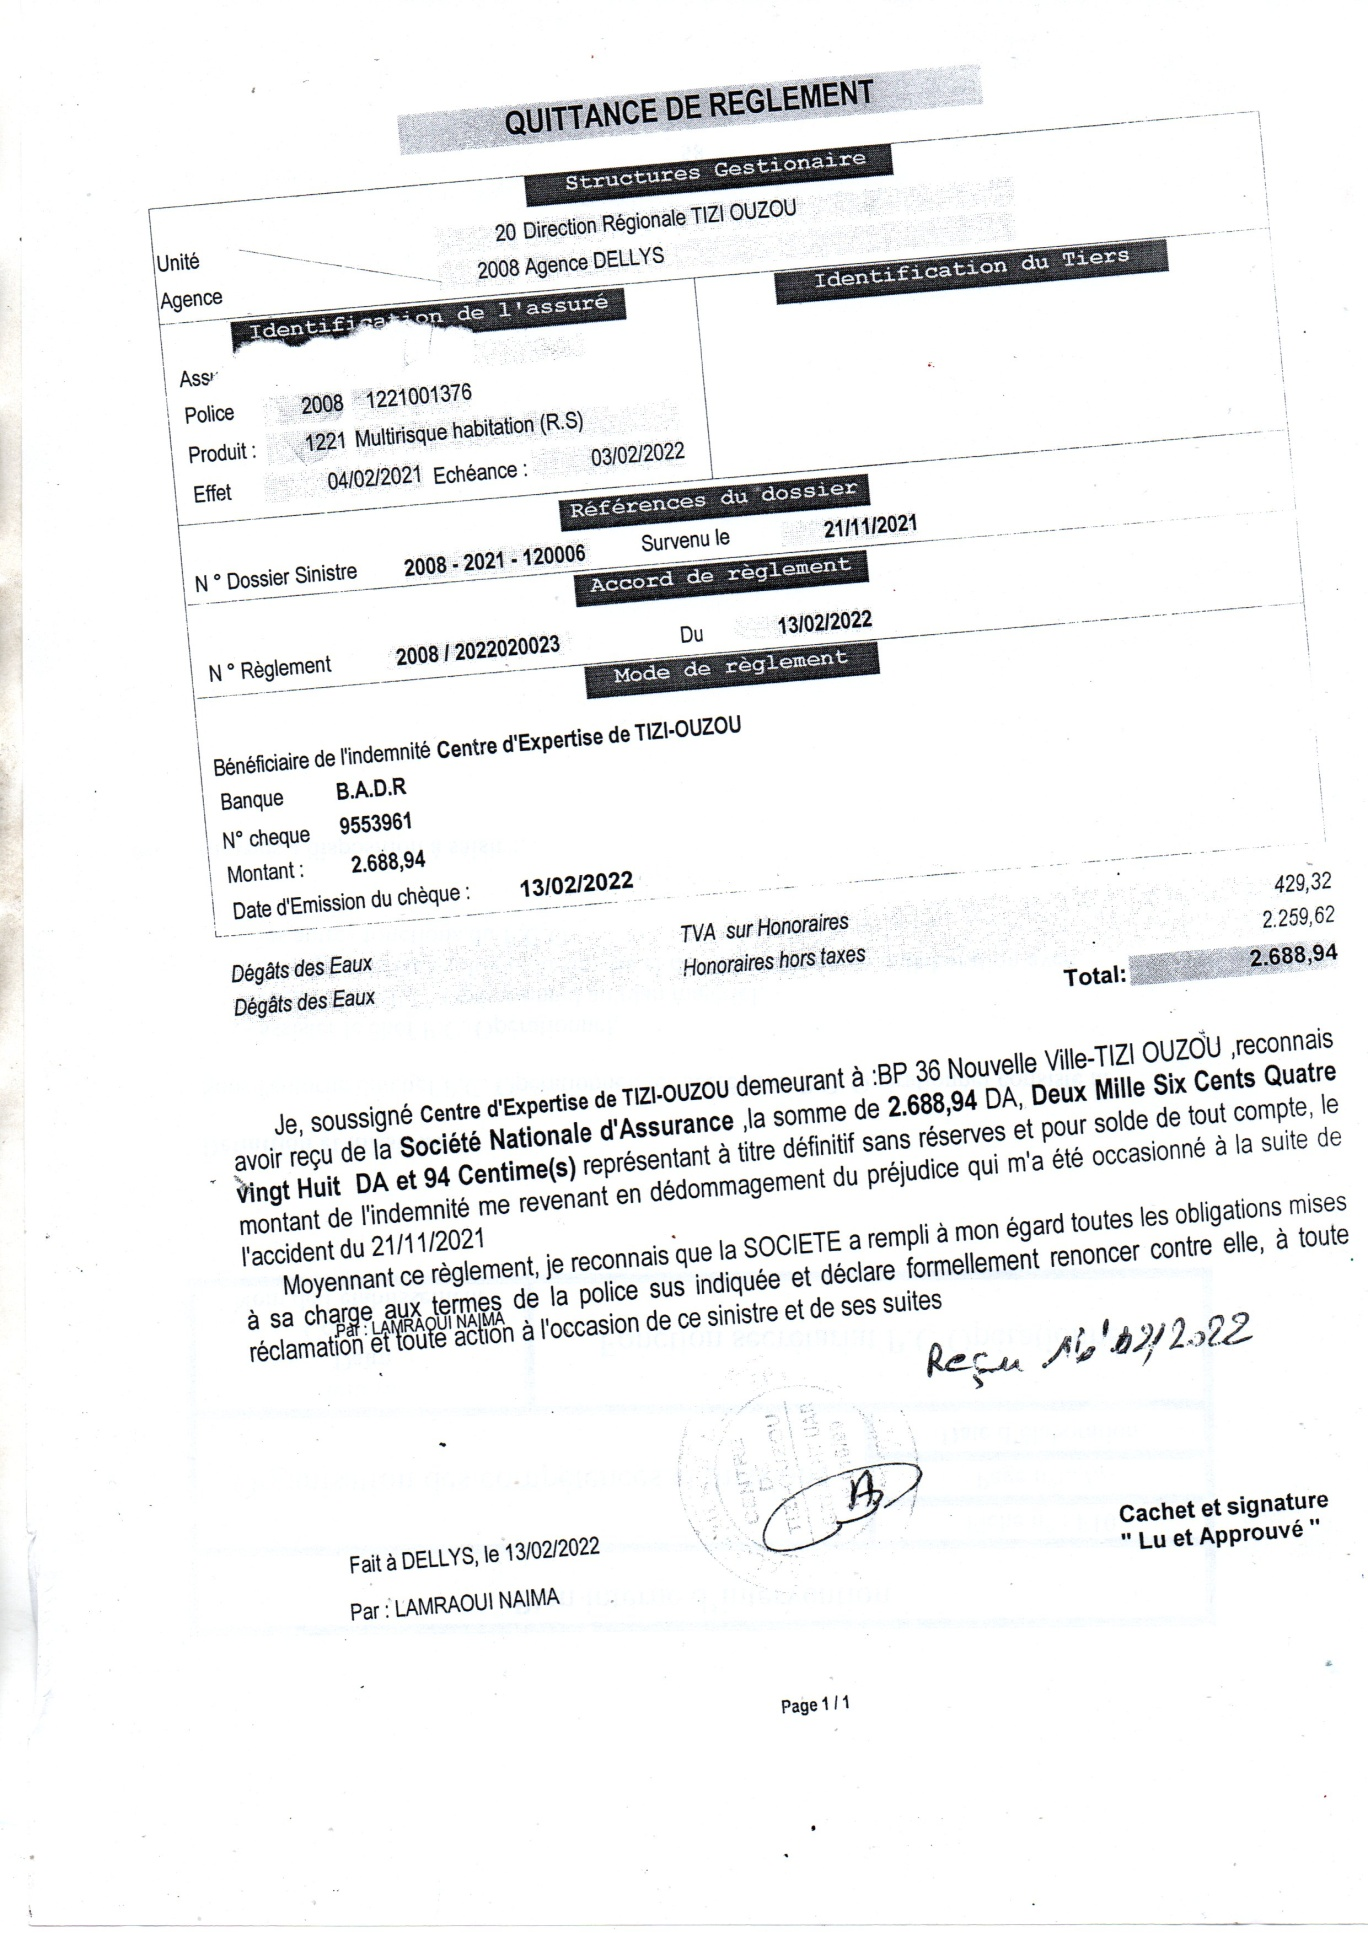 QUITTANCE DE REGLEMENT
Structures Gestionaire
Unité 20 Direction Régionale TIZI OUZOU
Agence 2008 Agence DELLYS
Identification de l'assuré
Identification du Tiers
Ass
Police 2008 1221001376
Produit : 1221 Multirisque habitation (R.S)
Effet 04/02/2021 Echéance : 03/02/2022
Références du dossier
N ° Dossier Sinistre 2008 - 2021 - 120006 Survenu le 21/11/2021
Accord de règlement
N ° Règlement 2008 / 2022020023 Du 13/02/2022
Mode de règlement
Bénéficiaire de l'indemnité Centre d'Expertise de TIZI-OUZOU
Banque B.A.D.R
N° cheque 9553961
Montant : 2.688,94
Date d'Emission du chèque : 13/02/2022
Dégâts des Eaux TVA sur Honoraires 429,32
Dégâts des Eaux Honoraires hors taxes 2.259,62
Total: 2.688,94
Je, soussigné Centre d'Expertise de TIZI-OUZOU demeurant à :BP 36 Nouvelle Ville-TIZI OUZOU ,reconnais
avoir reçu de la Société Nationale d'Assurance ,la somme de 2.688,94 DA, Deux Mille Six Cents Quatre
vingt Huit DA et 94 Centime(s) représentant à titre définitif sans réserves et pour solde de tout compte, le
montant de l'indemnité me revenant en dédommagement du préjudice qui m'a été occasionné à la suite de
l'accident du 21/11/2021
Moyennant ce règlement, je reconnais que la SOCIETE a rempli à mon égard toutes les obligations mises
à sa charge aux termes de la police sus indiquée et déclare formellement renoncer contre elle, à toute
Par : LAMRAOUI NAIMA
réclamation et toute action à l'occasion de ce sinistre et de ses suites
Reçu 16/02/2022
CENTRE
DE
TIZI OUZOU
Cachet et signature
" Lu et Approuvé "
Fait à DELLYS, le 13/02/2022
Par : LAMRAOUI NAIMA
Page 1 / 1